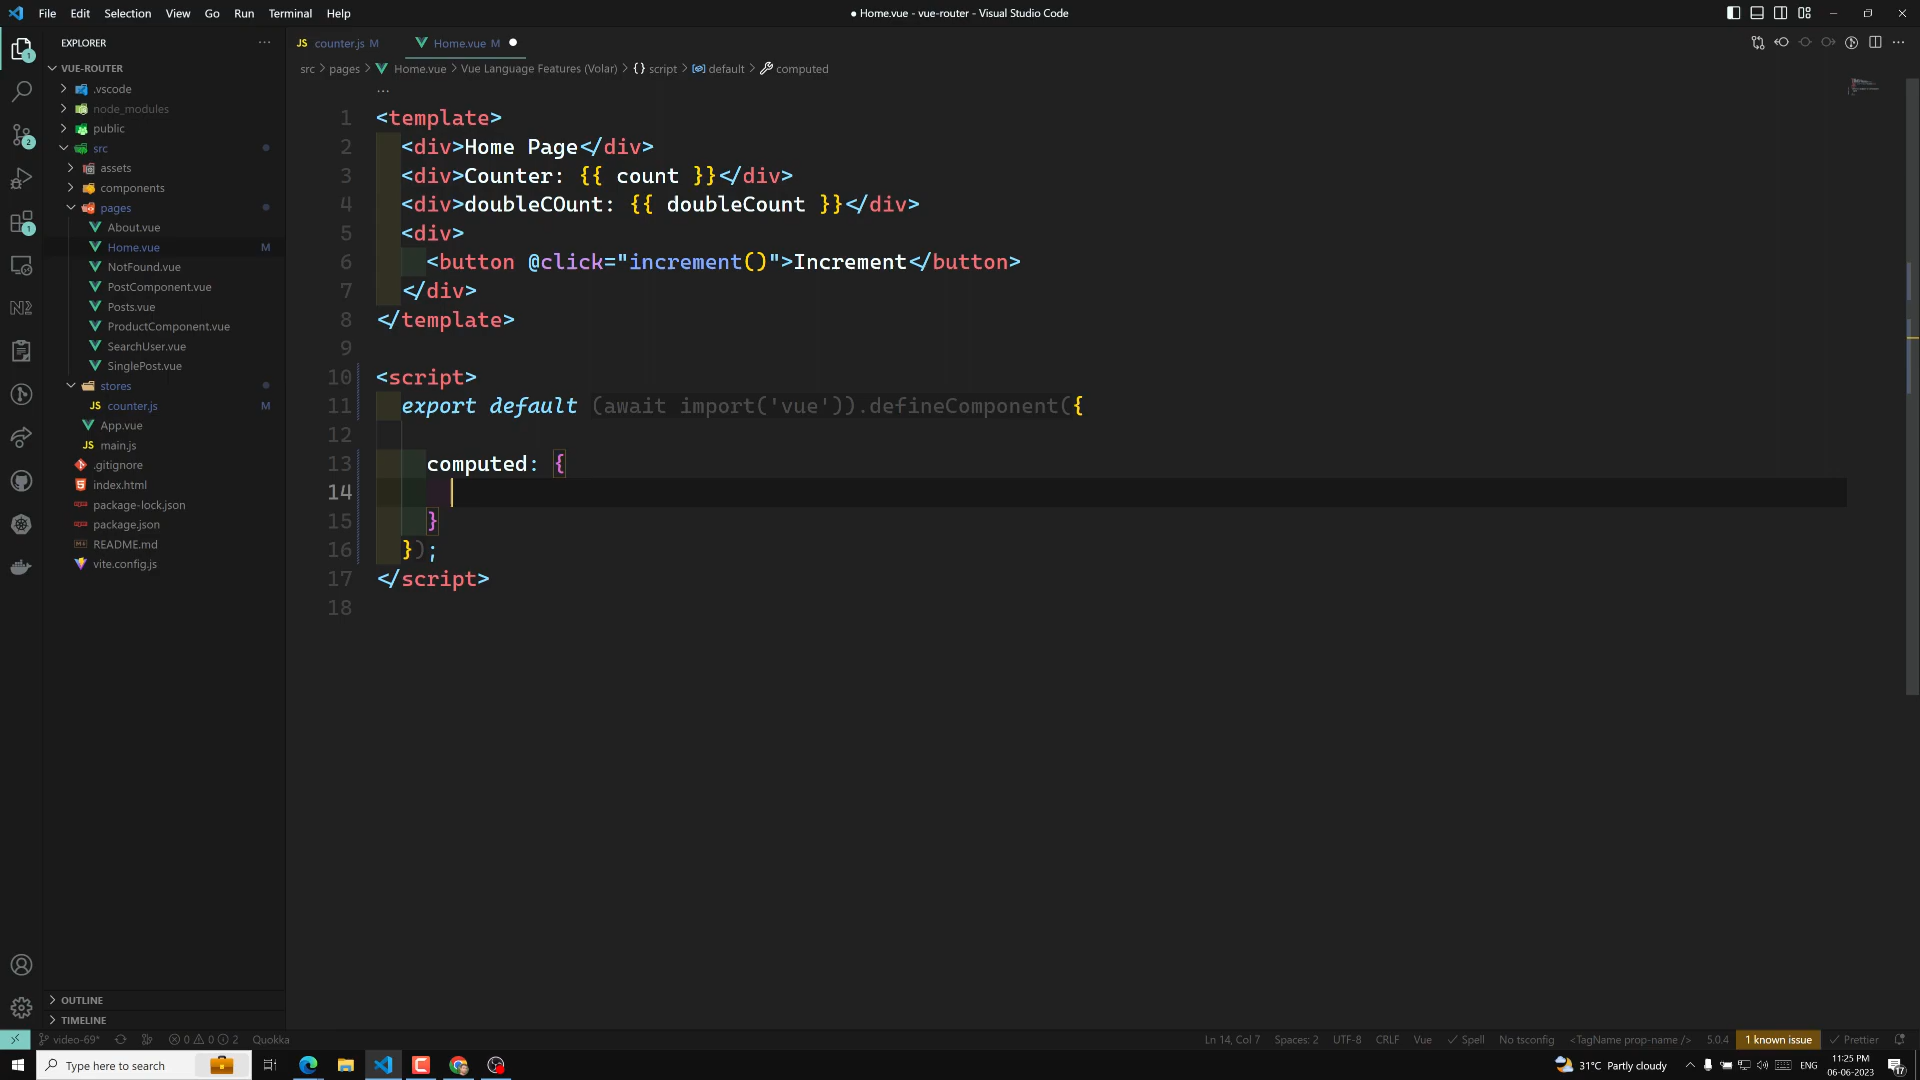 File Edit Selection View Go Run Terminal Help
● Home.vue - vue-router - Visual Studio Code
EXPLORER
VUE-ROUTER
.vscode
node_modules
public
src
assets
components
pages
About.vue
Home.vue M
NotFound.vue
PostComponent.vue
Posts.vue
ProductComponent.vue
SearchUser.vue
SinglePost.vue
stores
counter.js M
App.vue
main.js
.gitignore
index.html
package-lock.json
package.json
README.md
vite.config.js
OUTLINE
TIMELINE
JS counter.js M
Home.vue M
src > pages > Home.vue > Vue Language Features (Volar) > {} script > default > computed
...
1 <template>
2 <div>Home Page</div>
3 <div>Counter: {{ count }}</div>
4 <div>doubleCOunt: {{ doubleCount }}</div>
5 <div>
6 <button @click="increment()">Increment</button>
7 </div>
8 </template>
9
10 <script>
11 export default (await import('vue')).defineComponent({
12
13 computed: {
14
15 }
16 });
17 </script>
18
video-69* 0 0 2 Quokka
Ln 14, Col 7 Spaces: 2 UTF-8 CRLF Vue Spell No tsconfig <TagName prop-name /> 5.0.4 1 known issue Prettier
Type here to search
31°C Partly cloudy
ENG
11:25 PM
06-06-2023
17